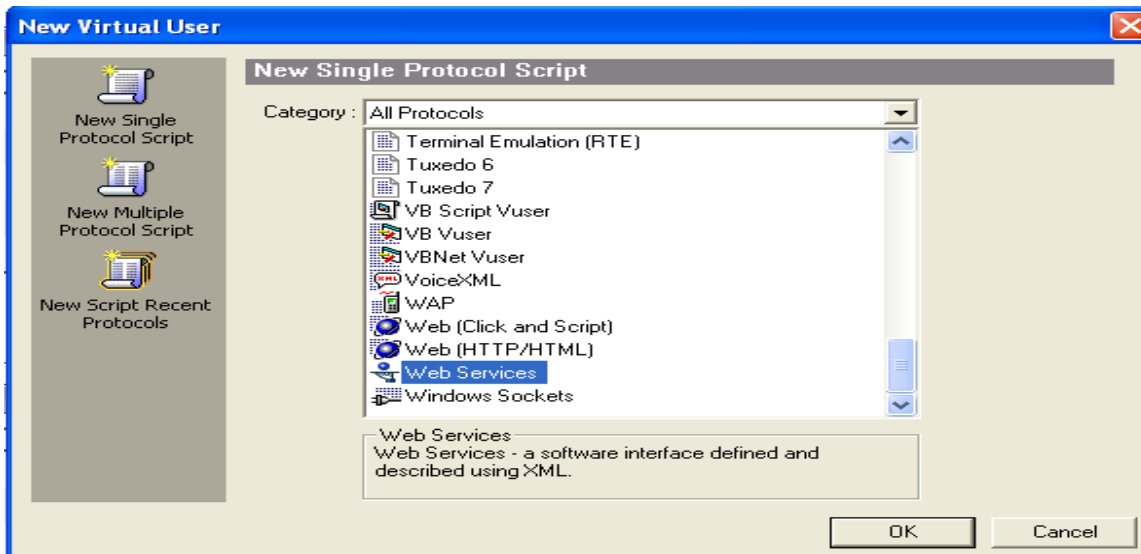 New Virtual User
New Single
Protocol Script
New Multiple
Protocol Script
New Script Recent
Protocols
New Single Protocol Script
Category : All Protocols
Terminal Emulation (RTE)
Tuxedo 6
Tuxedo 7
VB Script Vuser
VB Vuser
VBNet Vuser
VoiceXML
WAP
Web (Click and Script)
Web (HTTP/HTML)
Web Services
Windows Sockets
Web Services
Web Services - a software interface defined and
described using XML.
OK Cancel